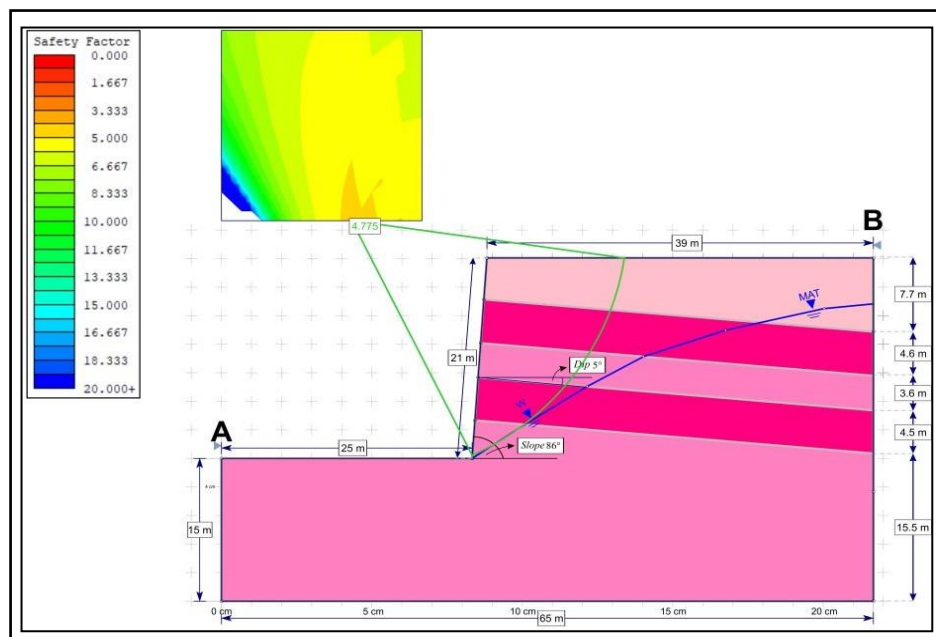 Safety Factor
0.000
1.667
3.333
5.000
6.667
8.333
10.000
11.667
13.333
15.000
16.667
18.333
20.000+
4.775
B
39 m
7.7 m
MAT
4.6 m
21 m
Dip 5°
3.6 m
W
4.5 m
A
25 m
Slope 86°
15 m
15.5 m
0 cm
5 cm
10 cm
15 cm
20 cm
65 m